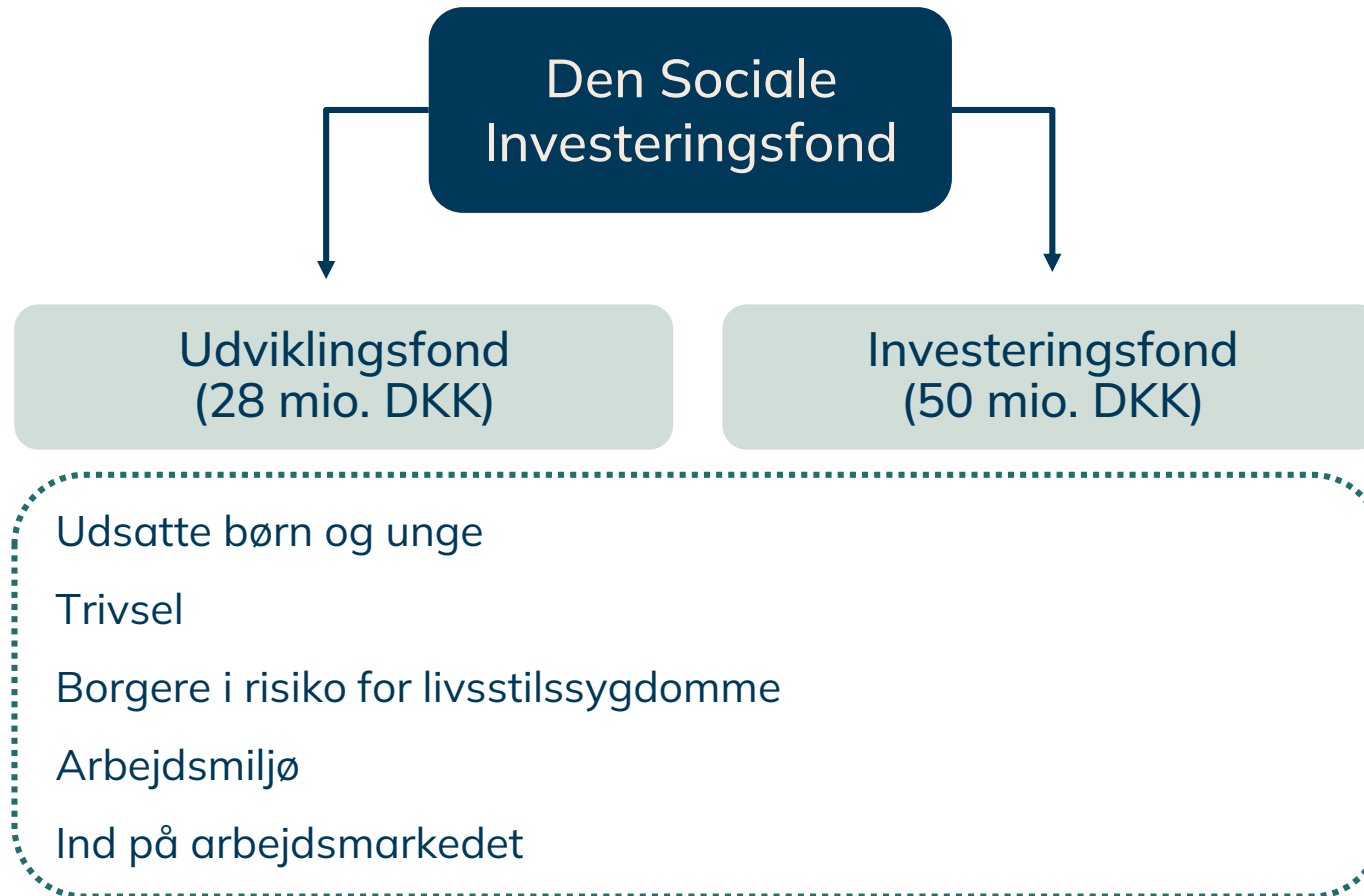 Den Sociale
Investeringsfond
Udviklingsfond
(28 mio. DKK)
Investeringsfond
(50 mio. DKK)
Udsatte børn og unge
Trivsel
Borgere i risiko for livsstilssygdomme
Arbejdsmiljø
Ind på arbejdsmarkedet